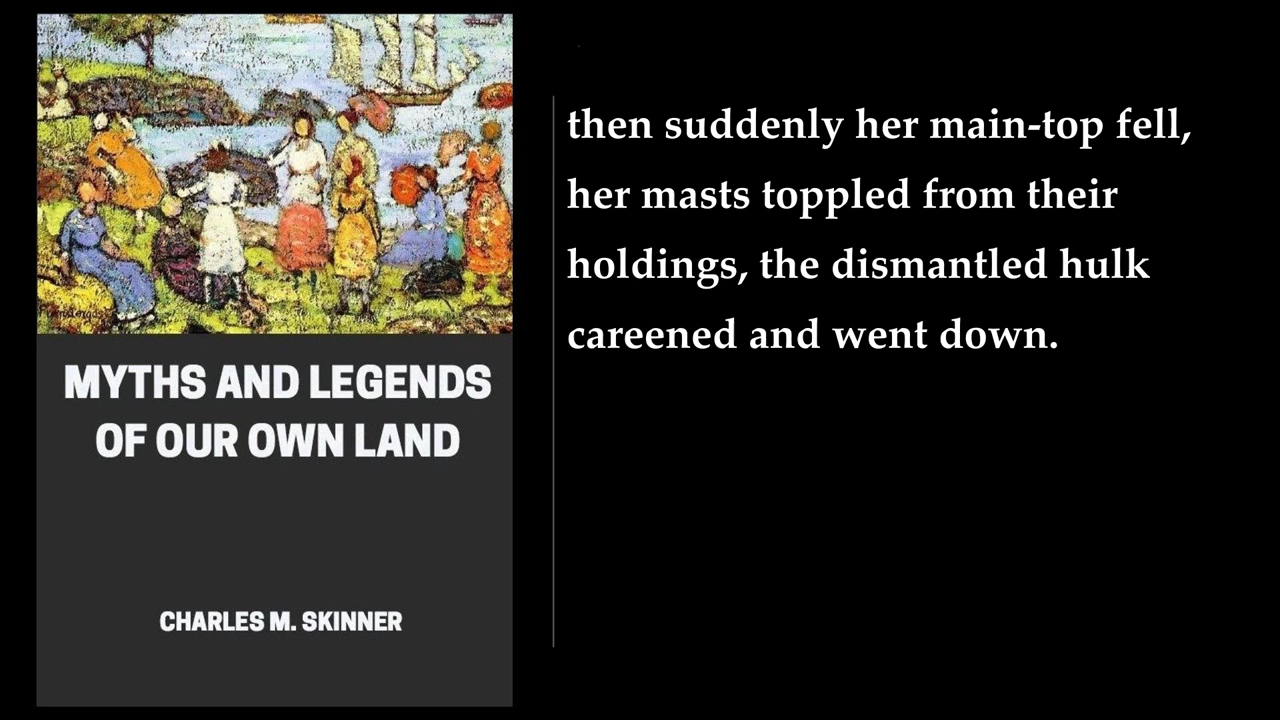 MYTHS AND LEGENDS
OF OUR OWN LAND
CHARLES M. SKINNER
then suddenly her main-top fell,
her masts toppled from their
holdings, the dismantled hulk
careened and went down.